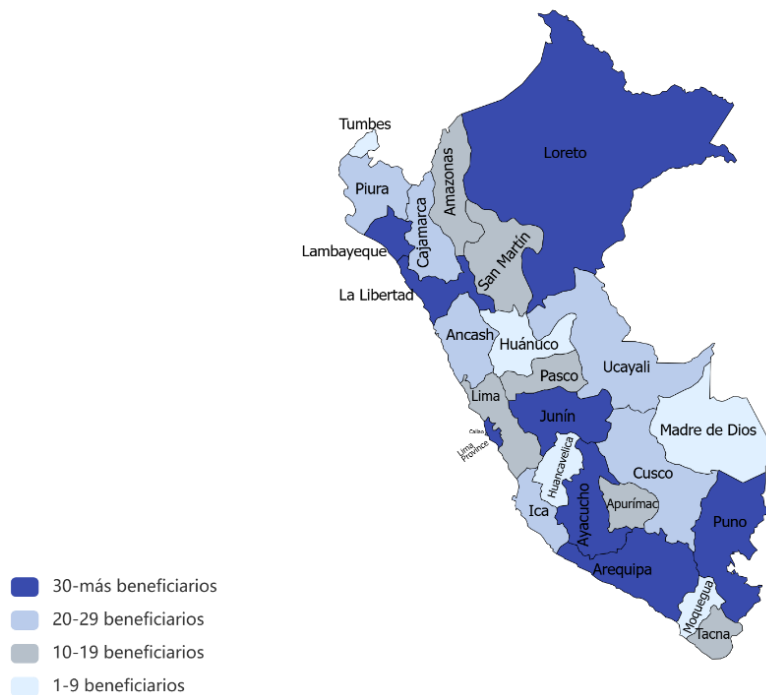 Tumbes
Loreto
Piura
Amazonas
Cajamarca
Lambayeque
San Martín
La Libertad
Ancash
Huánuco
Ucayali
Pasco
Lima
Junín
Callao
Lima
Province
Madre de Dios
Huancavelica
Cusco
Ica
Ayacucho
Apurímac
Puno
Arequipa
Moquegua
Tacna
30-más beneficiarios
20-29 beneficiarios
10-19 beneficiarios
1-9 beneficiarios